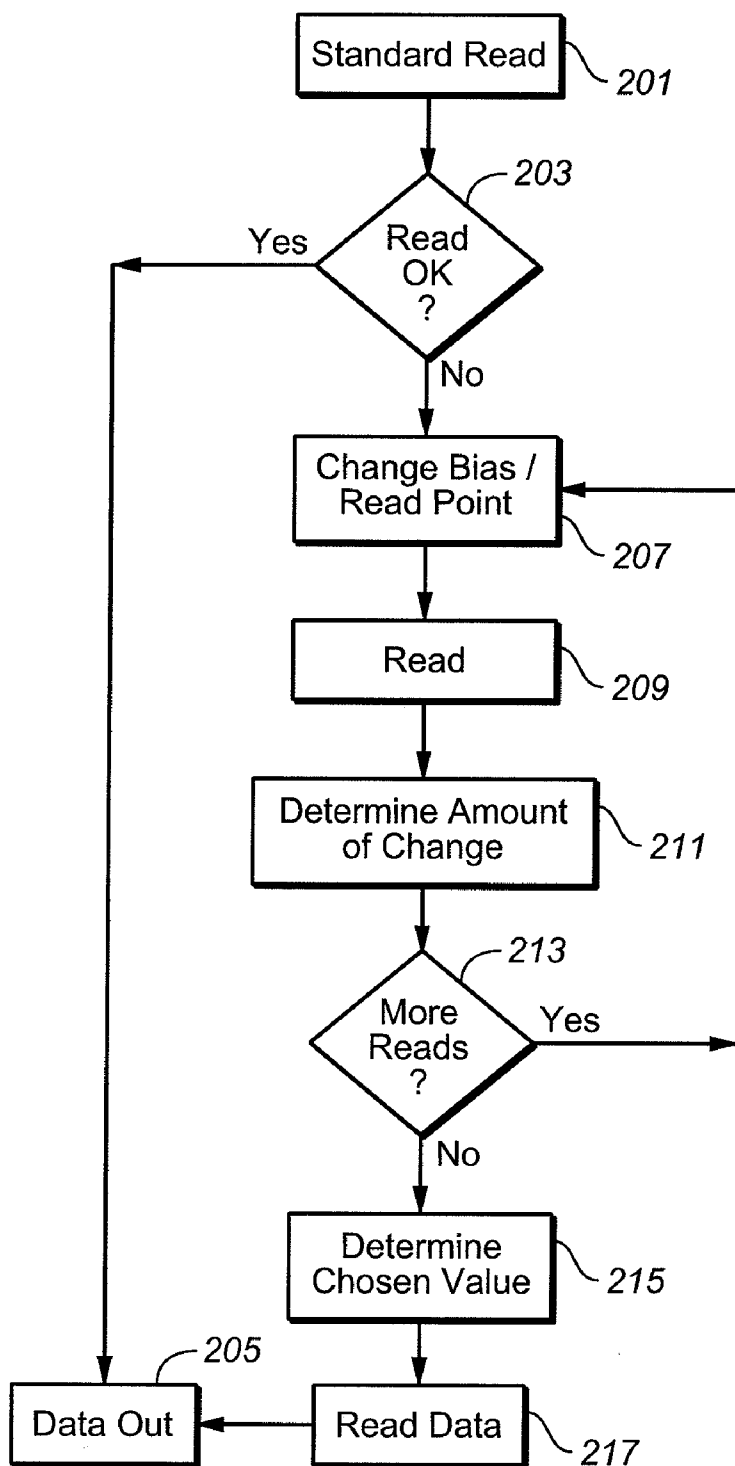 Standard Read
201
203
Read
OK
?
Yes
No
Change Bias /
Read Point
207
Read
209
Determine Amount
of Change
211
213
More
Reads
?
Yes
No
Determine
Chosen Value
215
205
Data Out
Read Data
217